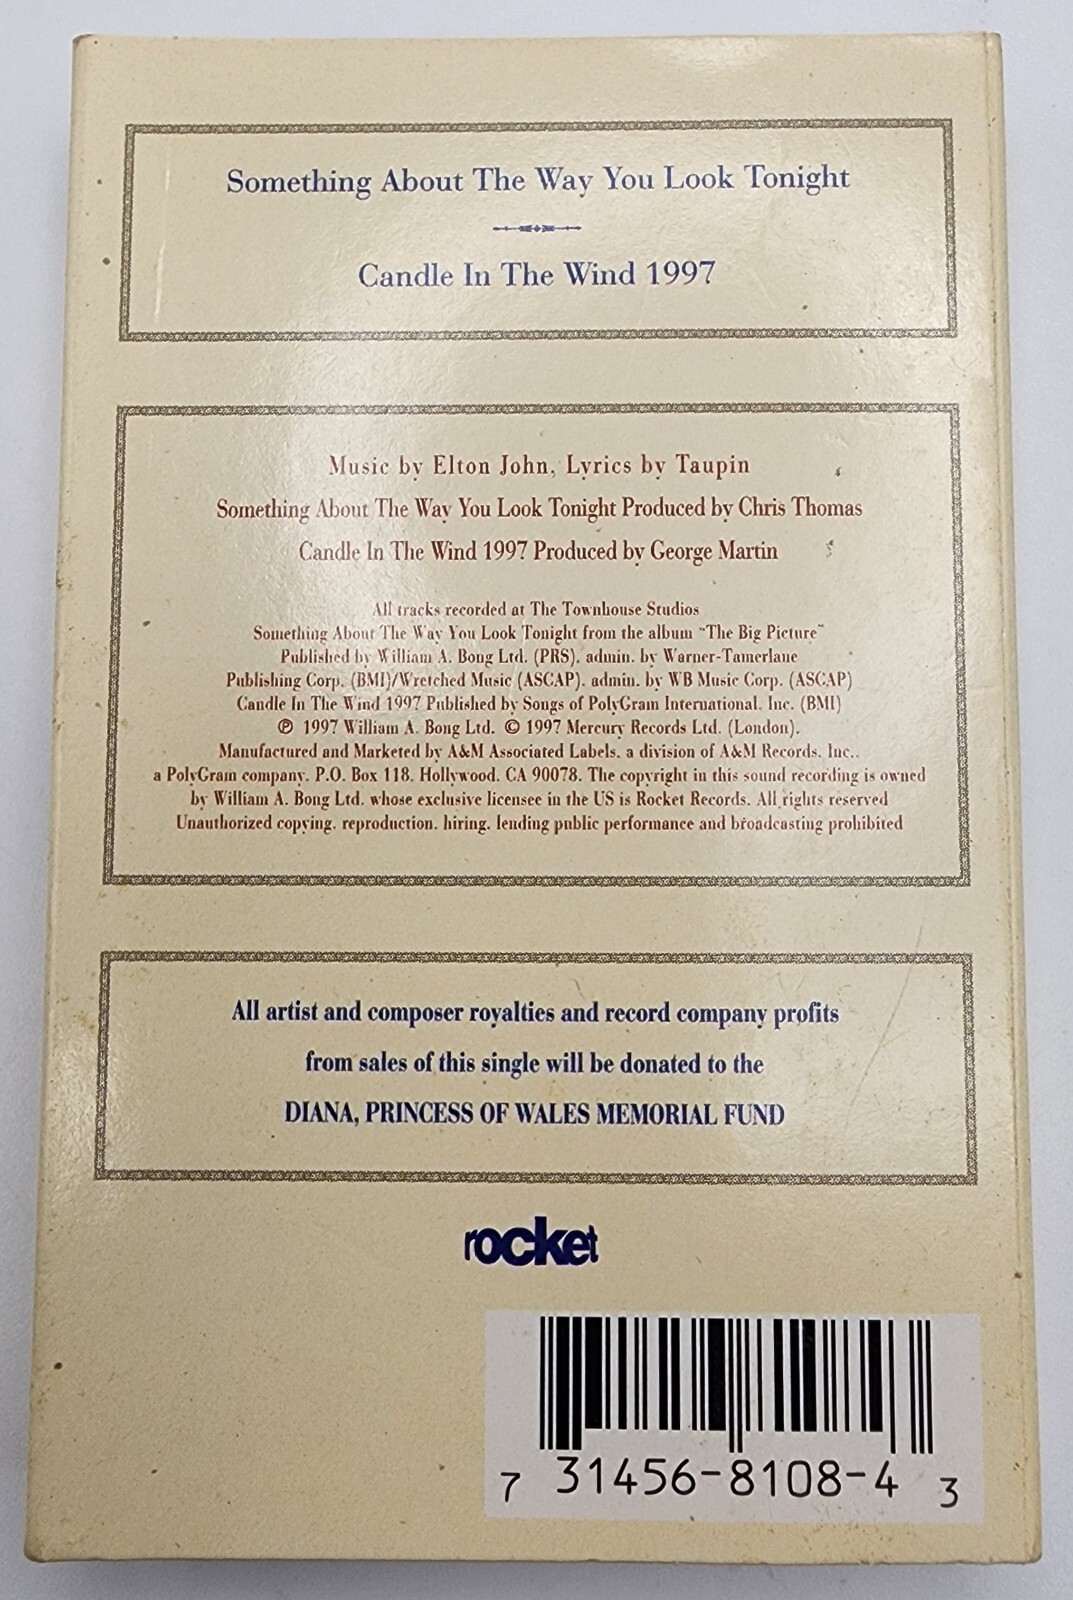 Something About The Way You Look Tonight
Candle In The Wind 1997
Music by Elton John, Lyrics by Taupin
Something About The Way You Look Tonight Produced by Chris Thomas
Candle In The Wind 1997 Produced by George Martin
All tracks recorded at The Townhouse Studios
Something About The Way You Look Tonight from the album "The Big Picture"
Published by William A. Bong Ltd. (PRS), admin. by Warner-Tamerlane
Publishing Corp. (BMI)/Wretched Music (ASCAP), admin. by WB Music Corp. (ASCAP)
Candle In The Wind 1997 Published by Songs of PolyGram International, Inc. (BMI)
℗ 1997 William A. Bong Ltd. © 1997 Mercury Records Ltd. (London).
Manufactured and Marketed by A&M Associated Labels, a division of A&M Records, Inc.,
a PolyGram company, P.O. Box 118, Hollywood, CA 90078. The copyright in this sound recording is owned
by William A. Bong Ltd. whose exclusive licensee in the US is Rocket Records. All rights reserved
Unauthorized copying, reproduction, hiring, lending public performance and broadcasting prohibited
All artist and composer royalties and record company profits
from sales of this single will be donated to the
DIANA, PRINCESS OF WALES MEMORIAL FUND
rocket
7 31456-8108-4 3